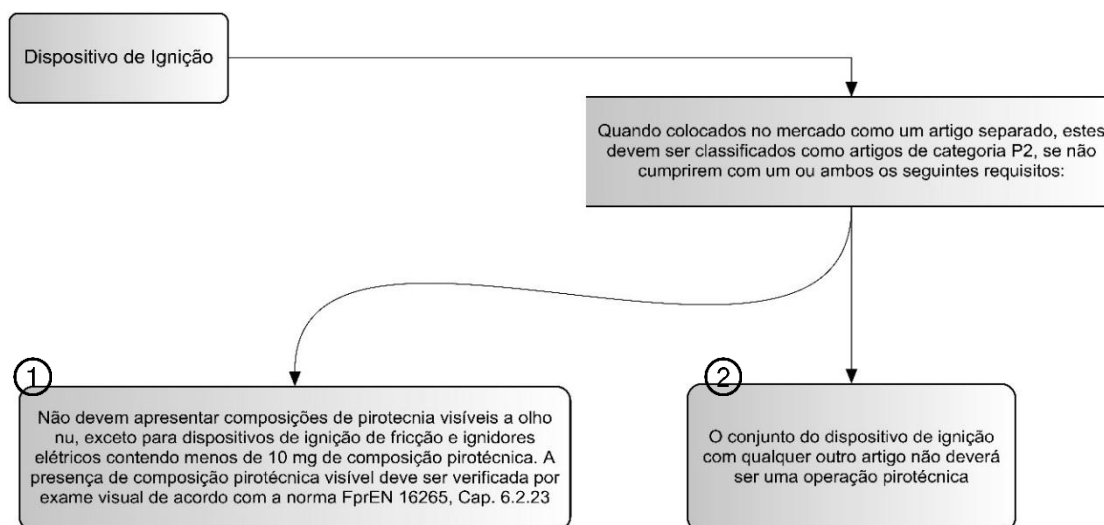 Dispositivo de Ignição
Quando colocados no mercado como um artigo separado, estes
devem ser classificados como artigos de categoria P2, se não
cumprirem com um ou ambos os seguintes requisitos:
1
Não devem apresentar composições de pirotecnia visíveis a olho
nu, exceto para dispositivos de ignição de fricção e ignidores
elétricos contendo menos de 10 mg de composição pirotécnica. A
presença de composição pirotécnica visível deve ser verificada por
exame visual de acordo com a norma FprEN 16265, Cap. 6.2.23
2
O conjunto do dispositivo de ignição
com qualquer outro artigo não deverá
ser uma operação pirotécnica